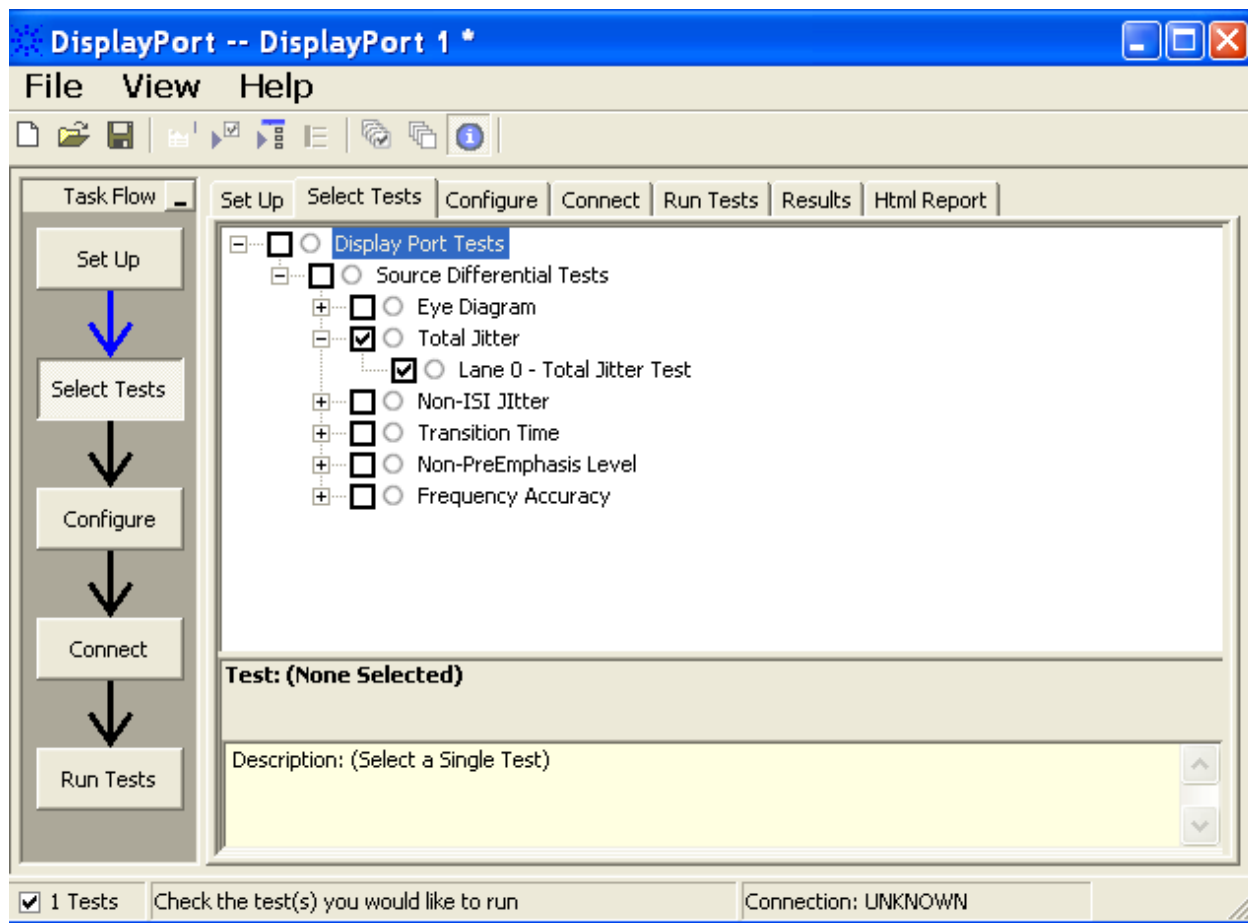 DisplayPort -- DisplayPort 1 *
File View Help
Task Flow
Set Up
Select Tests
Configure
Connect
Run Tests
Set Up Select Tests Configure Connect Run Tests Results Html Report
Display Port Tests
Source Differential Tests
Eye Diagram
Total Jitter
Lane 0 - Total Jitter Test
Non-ISI JItter
Transition Time
Non-PreEmphasis Level
Frequency Accuracy
Test: (None Selected)
Description: (Select a Single Test)
1 Tests Check the test(s) you would like to run Connection: UNKNOWN